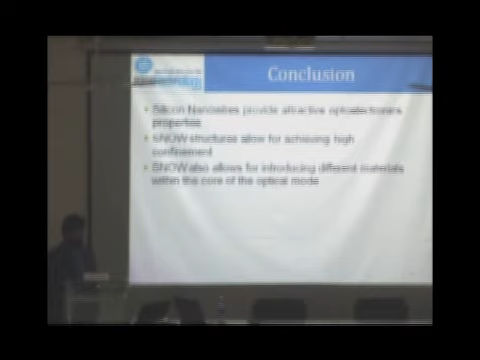 Conclusion
Silicon Nanowires provide attractive optoelectronics
properties
SNOW structures allow for achieving high
confinement
SNOW also allows for introducing different materials
within the core of the optical mode